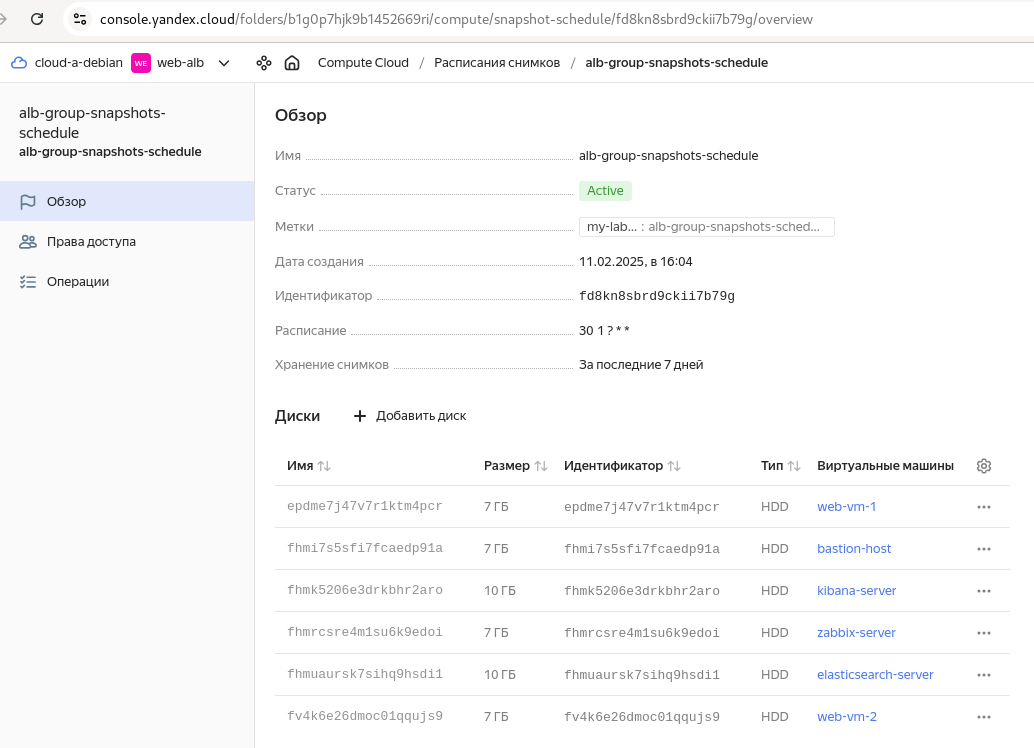 console.yandex.cloud/folders/b1g0p7hjk9b1452669ri/compute/snapshot-schedule/fd8kn8sbrd9ckii7b79g/overview
cloud-a-debian WE web-alb Compute Cloud / Расписания снимков / alb-group-snapshots-schedule
alb-group-snapshots-
schedule
alb-group-snapshots-schedule
Обзор
Права доступа
Операции
Обзор
Имя alb-group-snapshots-schedule
Статус Active
Метки my-lab... : alb-group-snapshots-sched...
Дата создания 11.02.2025, в 16:04
Идентификатор fd8kn8sbrd9ckii7b79g
Расписание 30 1 ? * *
Хранение снимков За последние 7 дней
Диски + Добавить диск
Имя Размер Идентификатор Тип Виртуальные машины
epdme7j47v7r1ktm4pcr 7 ГБ epdme7j47v7r1ktm4pcr HDD web-vm-1
fhmi7s5sfi7fcaedp91a 7 ГБ fhmi7s5sfi7fcaedp91a HDD bastion-host
fhmk5206e3drkbhr2aro 10 ГБ fhmk5206e3drkbhr2aro HDD kibana-server
fhmrcsre4m1su6k9edoi 7 ГБ fhmrcsre4m1su6k9edoi HDD zabbix-server
fhmuaursk7sihq9hsdi1 10 ГБ fhmuaursk7sihq9hsdi1 HDD elasticsearch-server
fv4k6e26dmoc01qqujs9 7 ГБ fv4k6e26dmoc01qqujs9 HDD web-vm-2